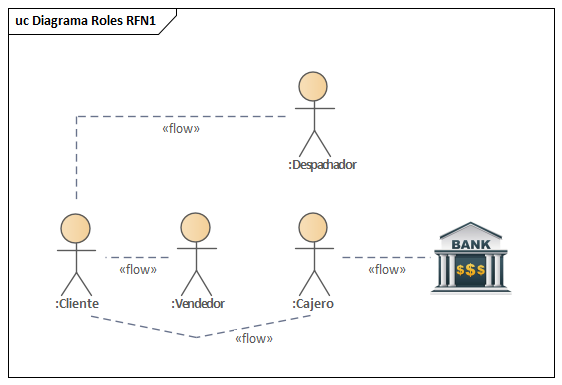 uc Diagrama Roles RFN1
«flow»
:Despachador
BANK
$$$
«flow»
«flow»
:Cliente
:Vendedor
:Cajero
«flow»